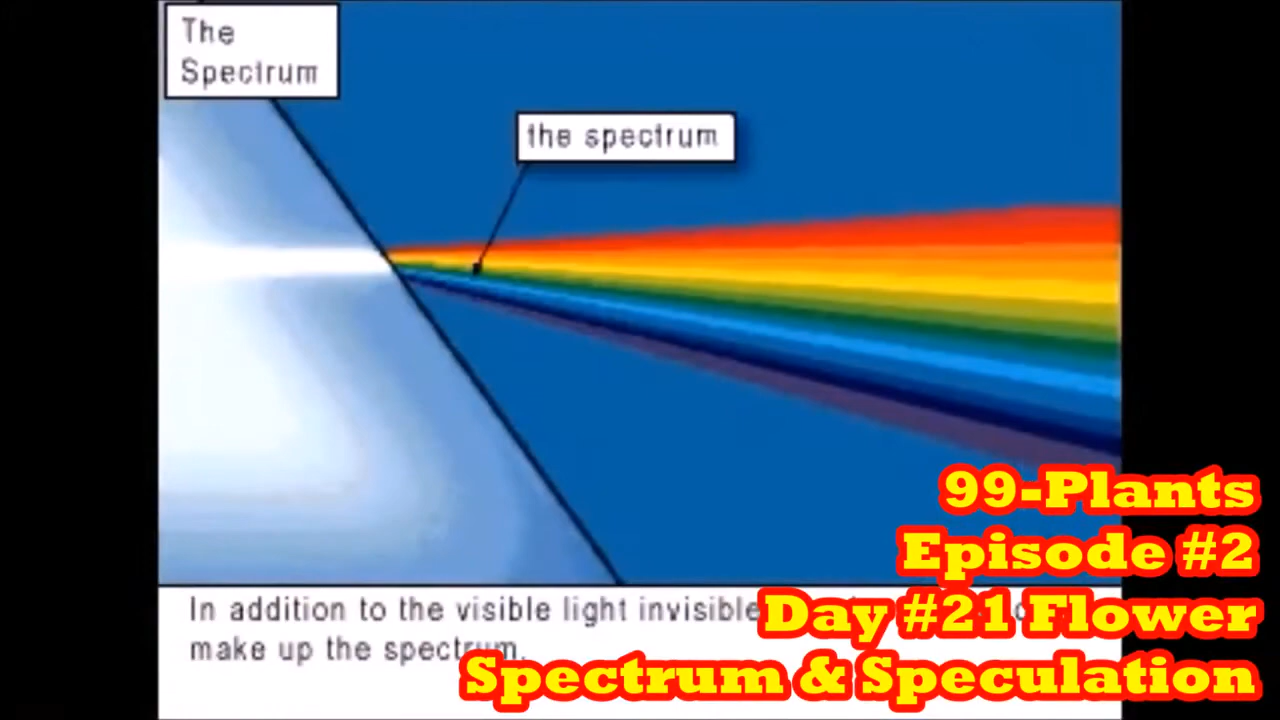 The
Spectrum
the spectrum
In addition to the visible light invisible
make up the spectrum.
99-Plants
Episode #2
Day #21 Flower
Spectrum & Speculation